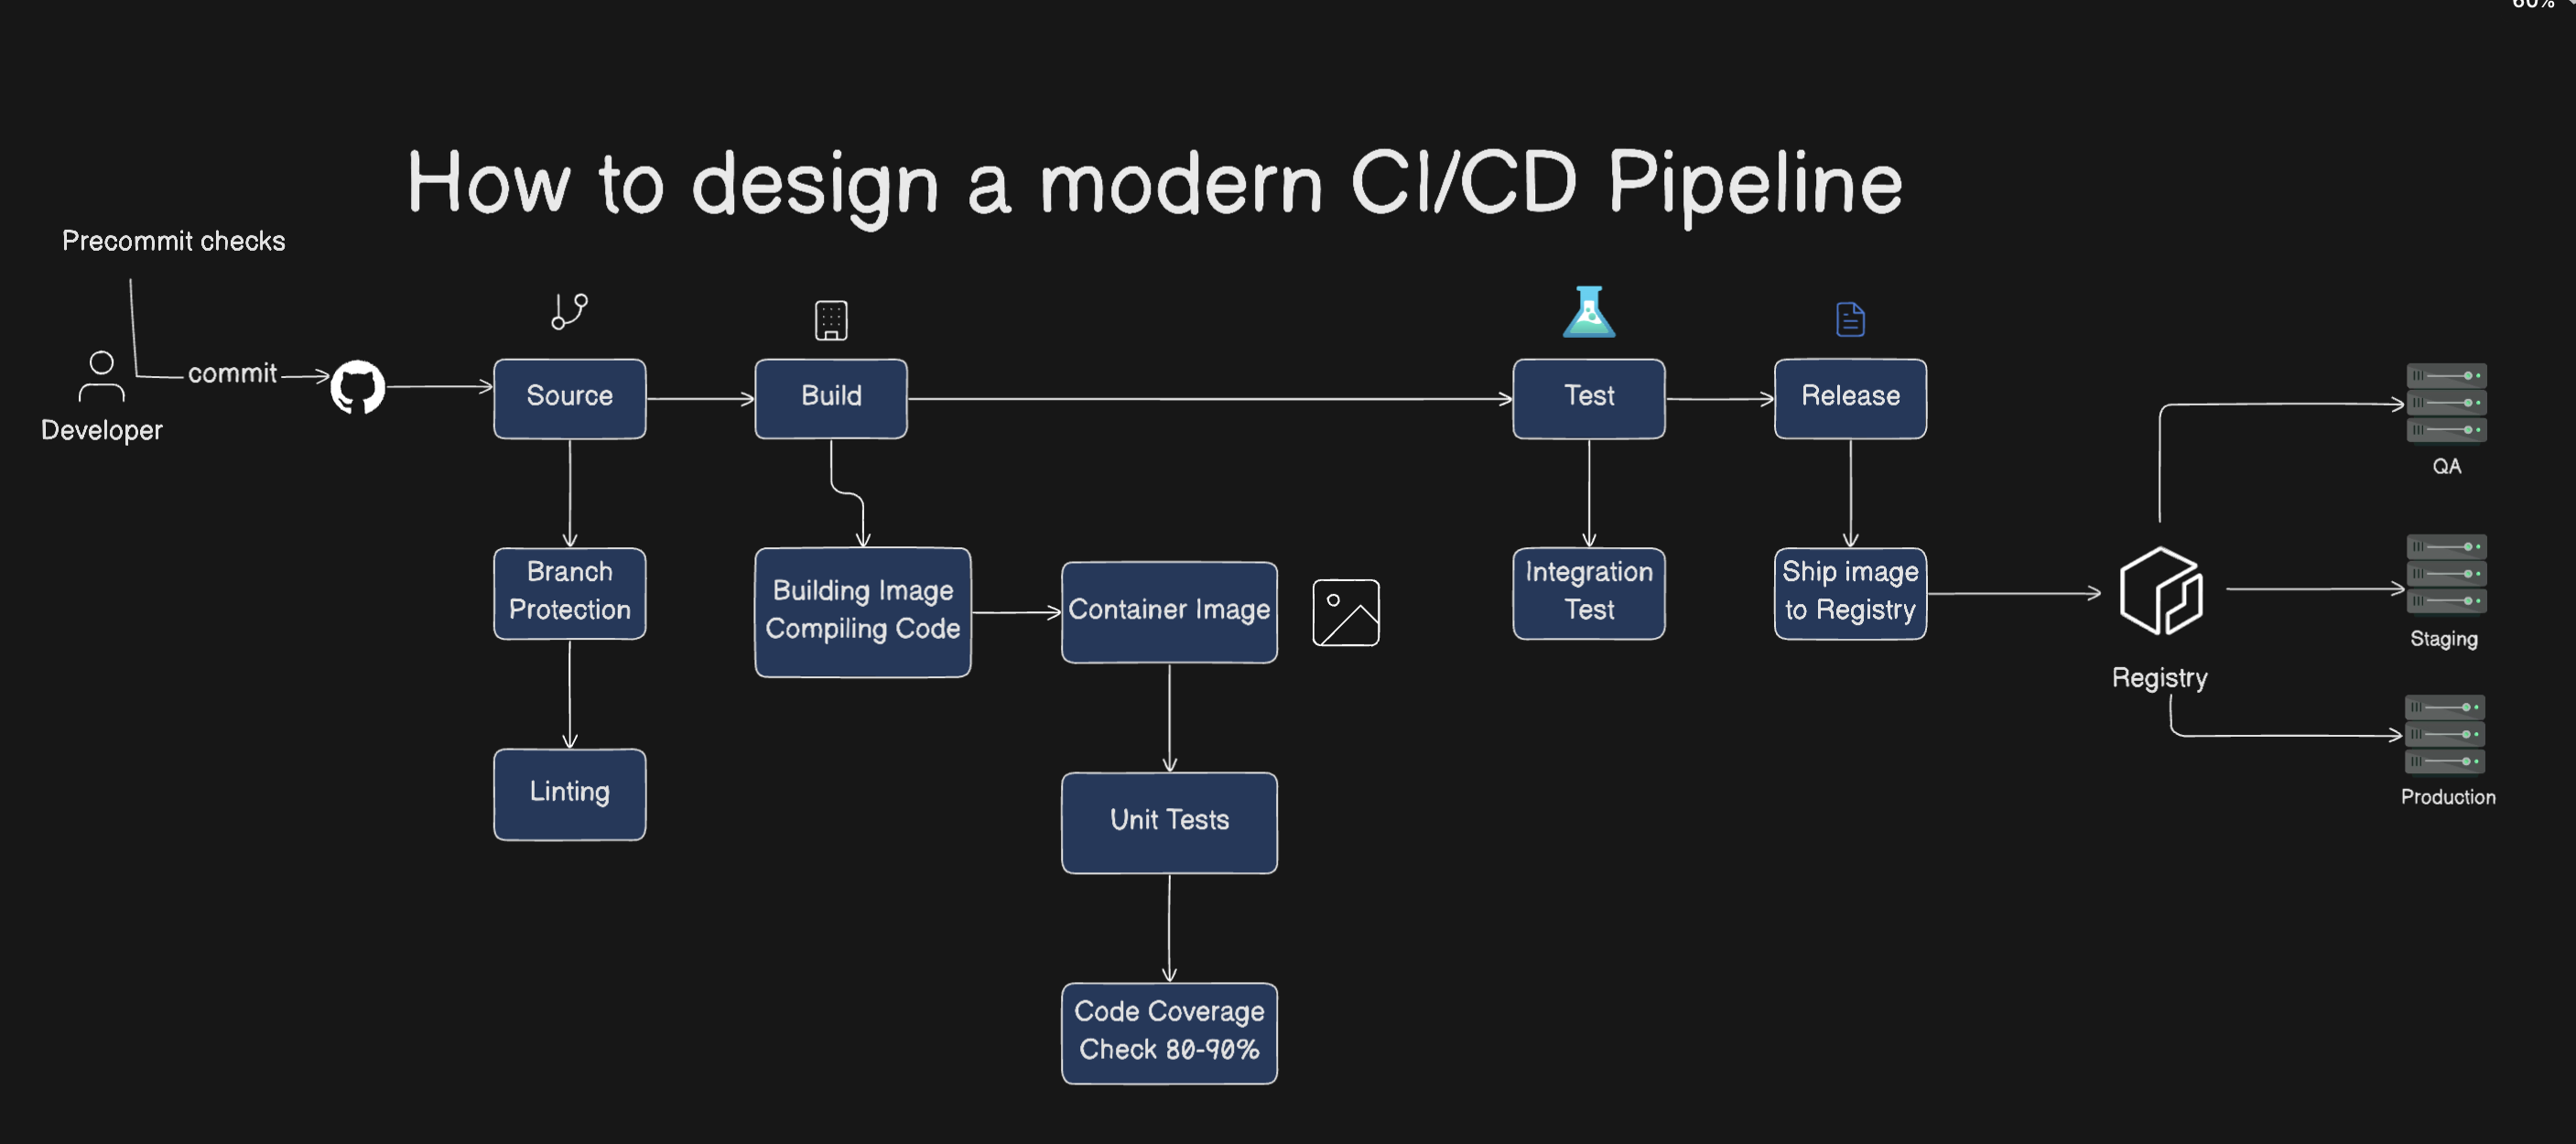 How to design a modern CI/CD Pipeline
Precommit checks
commit
Developer
Source
Build
Test
Release
Branch
Protection
Linting
Building Image
Compiling Code
Container Image
Unit Tests
Code Coverage
Check 80-90%
Integration
Test
Ship image
to Registry
Registry
QA
Staging
Production